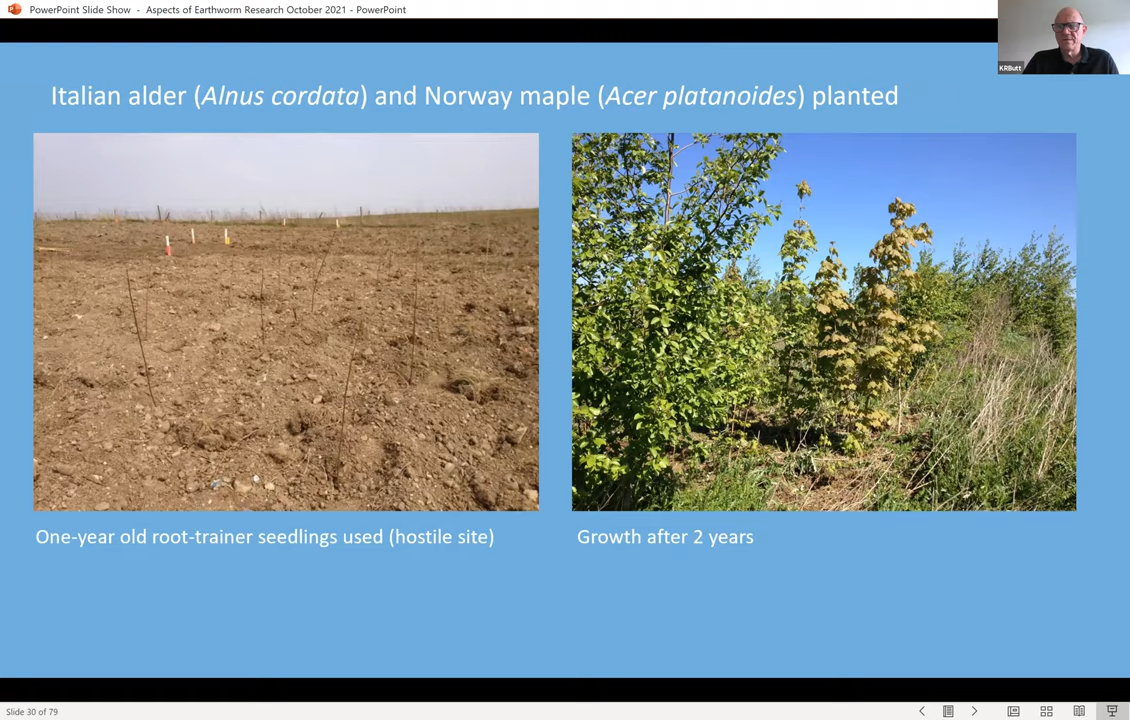 PowerPoint Slide Show - Aspects of Earthworm Research October 2021 - PowerPoint
KRButt
Italian alder (Alnus cordata) and Norway maple (Acer platanoides) planted
One-year old root-trainer seedlings used (hostile site)
Growth after 2 years
Slide 30 of 79